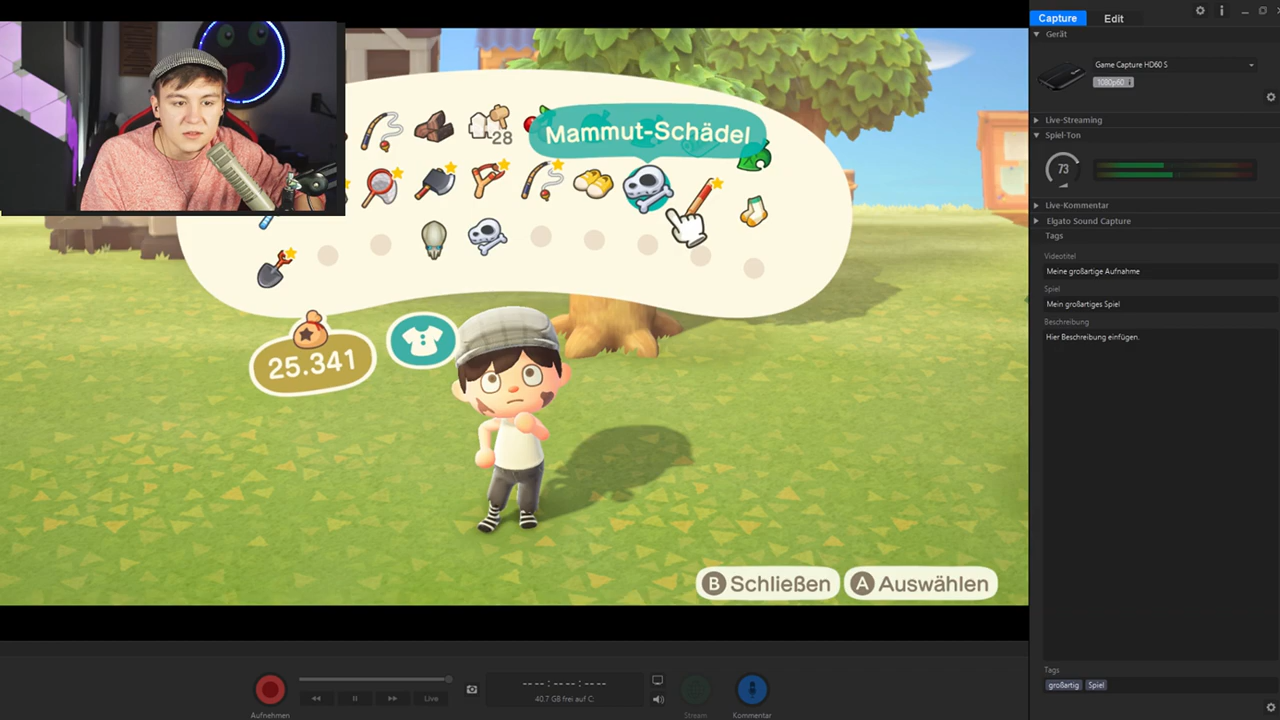 Capture
Edit
Gerät
Game Capture HD60 S
1080p60
Live-Streaming
Spiel-Ton
73
Live-Kommentar
Elgato Sound Capture
Tags
Videotitel
Meine großartige Aufnahme
Spiel
Mein großartiges Spiel
Beschreibung
Hier Beschreibung einfügen.
Tags
großartig
Spiel
28
Mammut-Schädel
25.341
B Schließen
A Auswählen
Live
-- -- : -- -- : -- --
40.7 GB frei auf C:
Aufnehmen
Stream
Kommentar